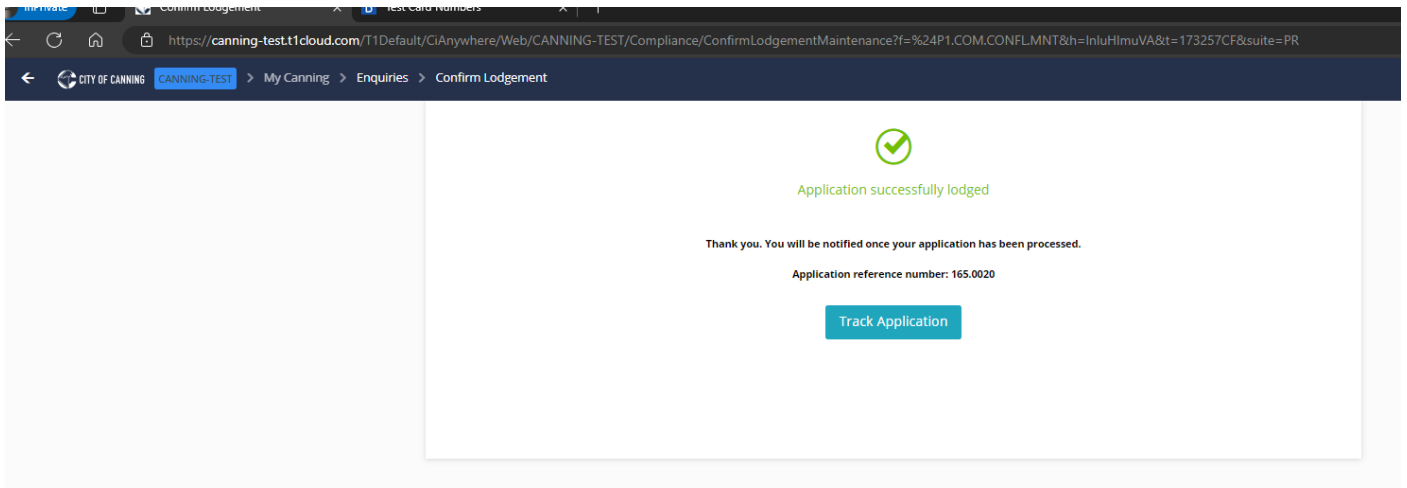 InPrivate
Confirm Lodgement
Test Card Numbers
https://canning-test.t1cloud.com/T1Default/CiAnywhere/Web/CANNING-TEST/Compliance/ConfirmLodgementMaintenance?f=%24P1.COM.CONFL.MNT&h=InluHImuVA&t=173257CF&suite=PR
CITY OF CANNING CANNING-TEST > My Canning > Enquiries > Confirm Lodgement
Application successfully lodged
Thank you. You will be notified once your application has been processed.
Application reference number: 165.0020
Track Application